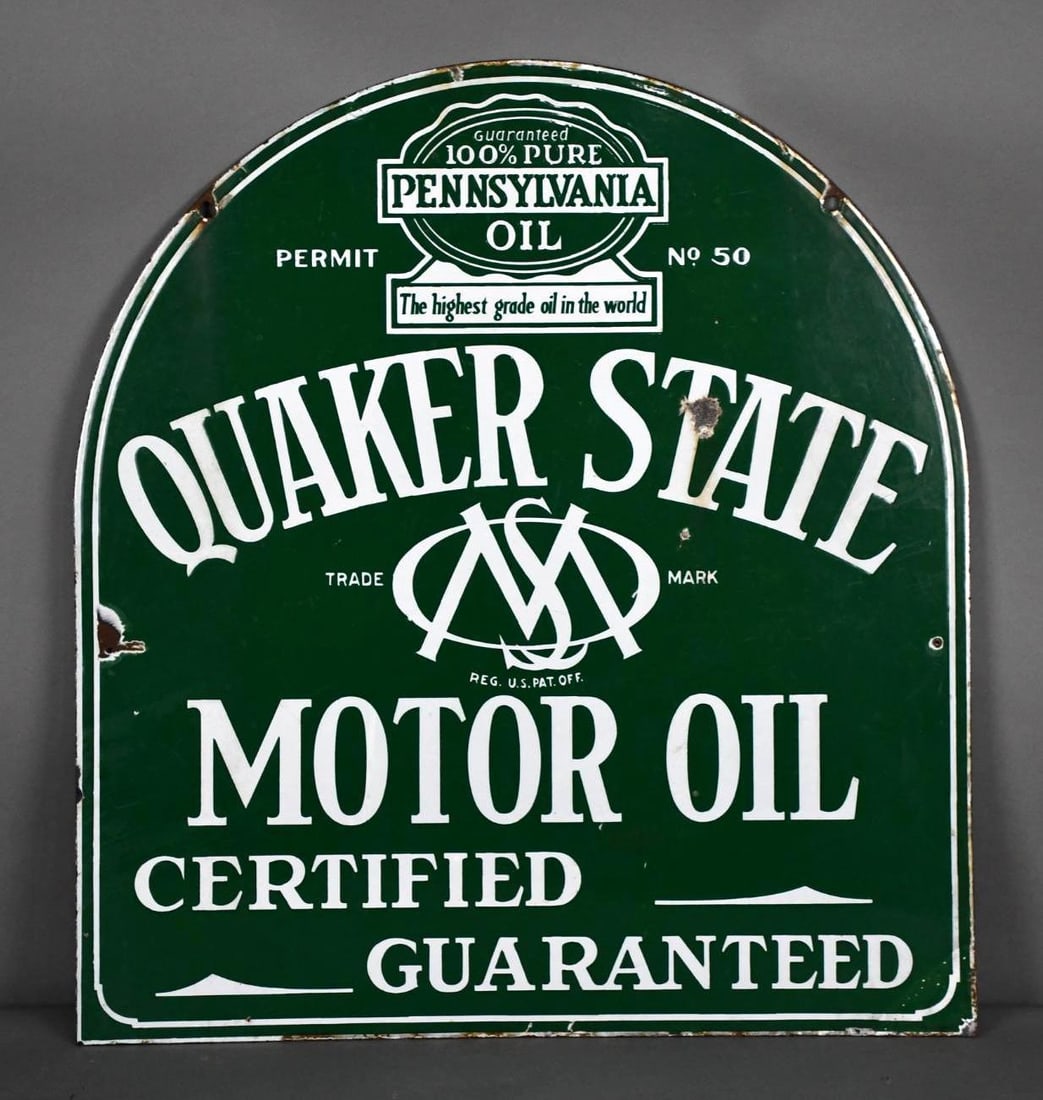 Guaranteed
100% PURE
PENNSYLVANIA
OIL
PERMIT Nº 50
The highest grade oil in the world
QUAKER STATE
TRADE MARK
REG. U.S. PAT. OFF.
MOTOR OIL
CERTIFIED
GUARANTEED